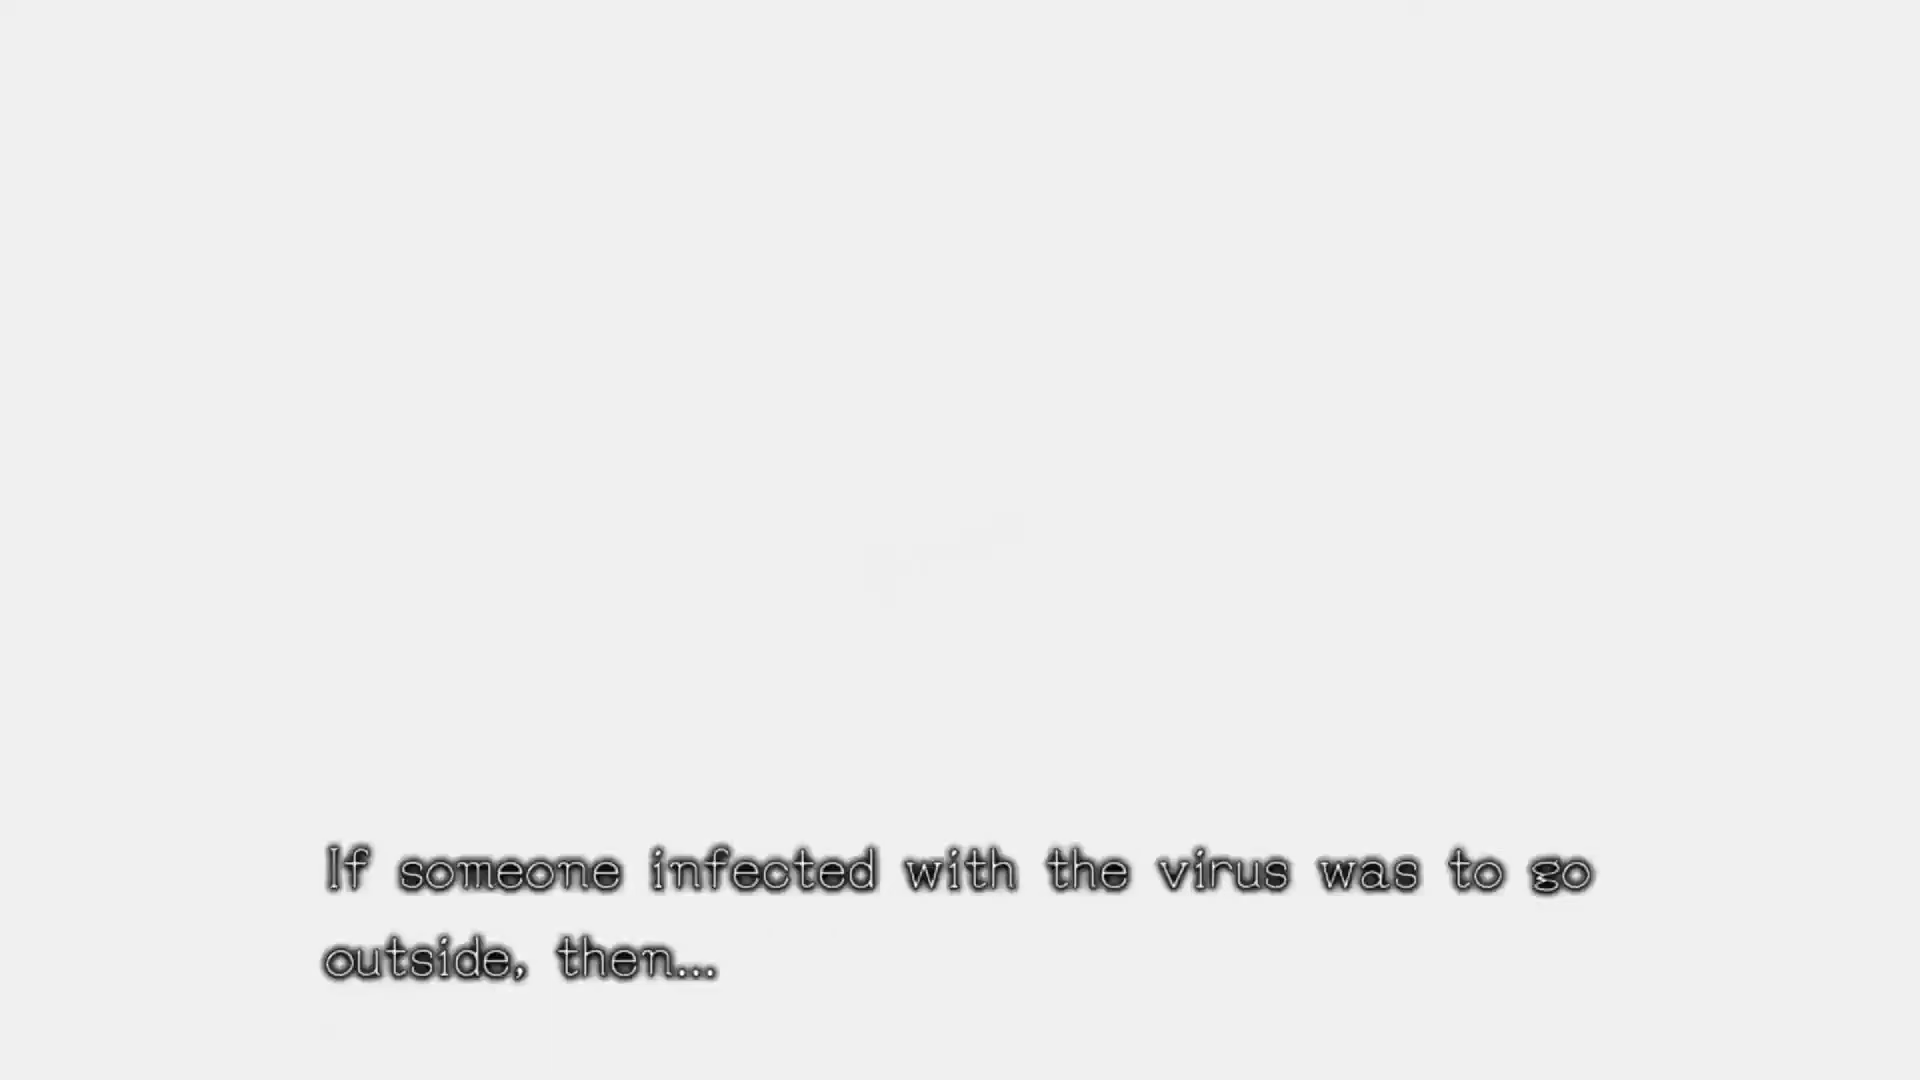 If someone infected with the virus was to go
outside, then...